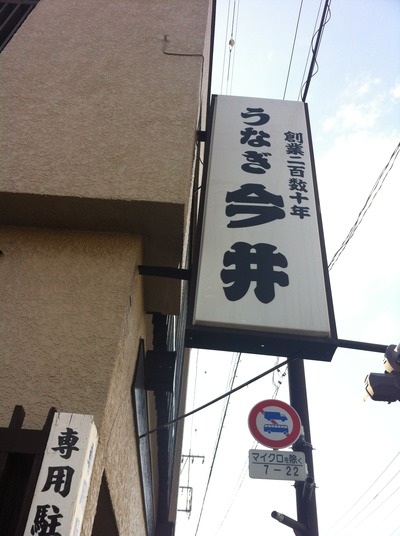 創業二百数十年
うなぎ今井
マイクロを除く
7-22
専用駐